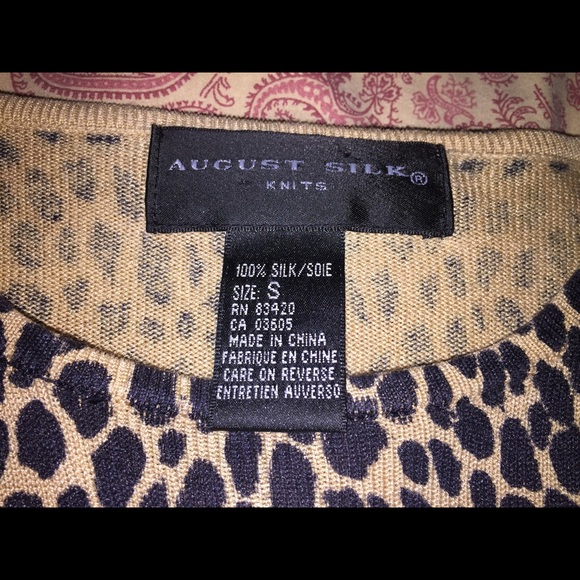 AUGUST SILK®
KNITS
100% SILK/SOIE
SIZE: S
RN 83420
CA 03605
MADE IN CHINA
FABRIQUE EN CHINE
CARE ON REVERSE
ENTRETIEN AUVERSO